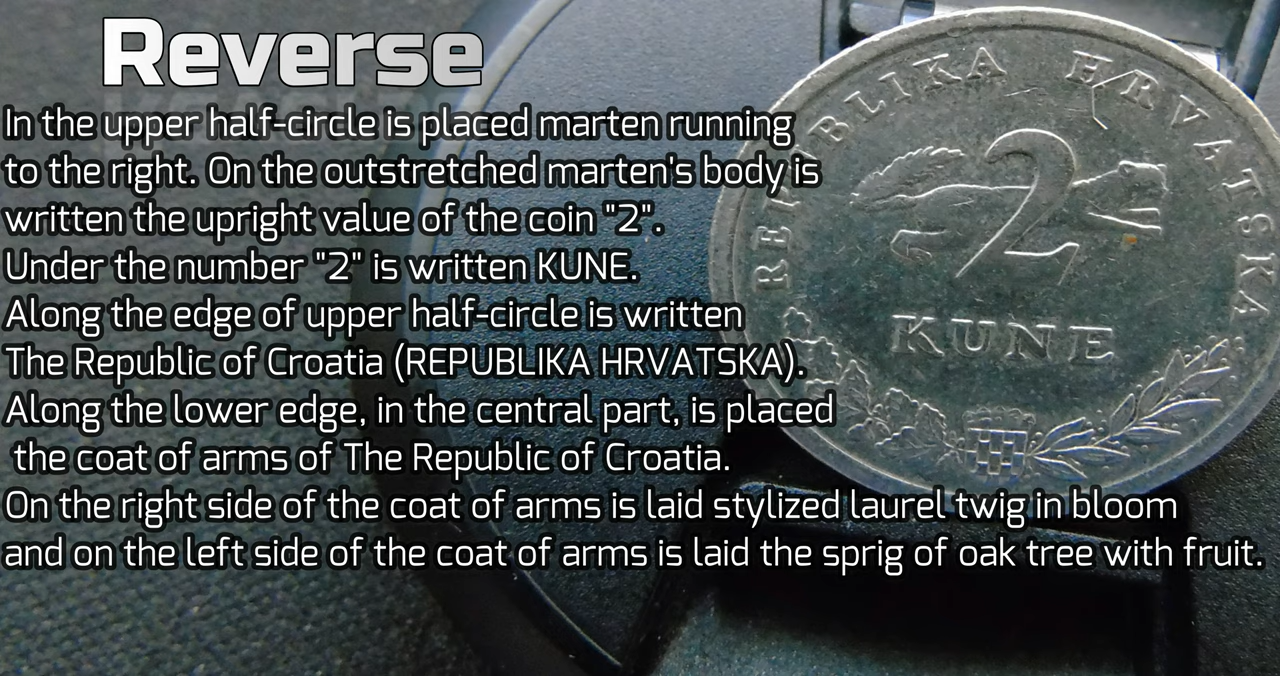 Reverse
In the upper half-circle is placed marten running
to the right. On the outstretched marten's body is
written the upright value of the coin "2".
Under the number "2" is written KUNE.
Along the edge of upper half-circle is written
The Republic of Croatia (REPUBLIKA HRVATSKA).
Along the lower edge, in the central part, is placed
the coat of arms of The Republic of Croatia.
On the right side of the coat of arms is laid stylized laurel twig in bloom
and on the left side of the coat of arms is laid the sprig of oak tree with fruit.
REPUBLIKA HRVATSKA
2
KUNE